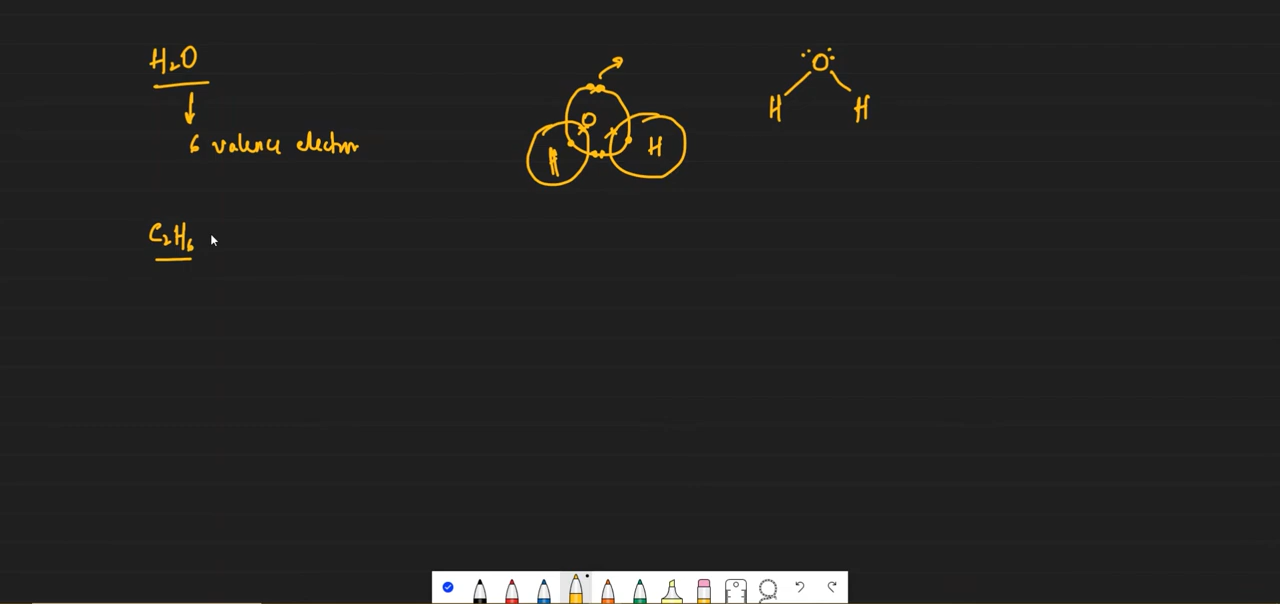 H₂O
6 valence electron
O
H H
O
H H
C₂H₆